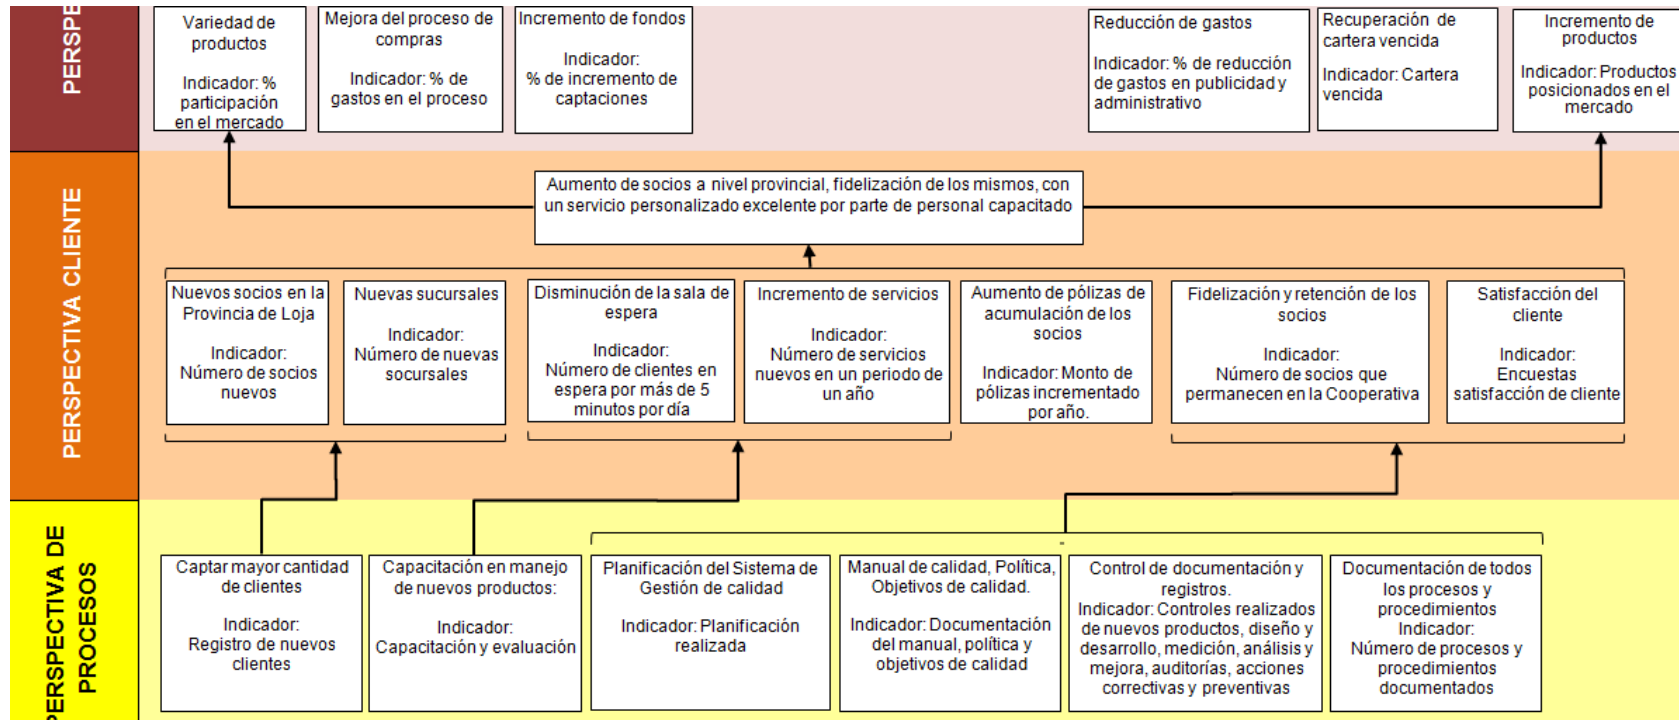 PERSPE
Variedad de
productos
Indicador: %
participación
en el mercado
Mejora del proceso de
compras
Indicador: % de
gastos en el proceso
Incremento de fondos
Indicador:
% de incremento de
captaciones
Reducción de gastos
Indicador: % de reducción
de gastos en publicidad y
administrativo
Recuperación de
cartera vencida
Indicador: Cartera
vencida
Incremento de
productos
Indicador: Productos
posicionados en el
mercado
PERSPECTIVA CLIENTE
Aumento de socios a nivel provincial, fidelización de los mismos, con
un servicio personalizado excelente por parte de personal capacitado
Nuevos socios en la
Provincia de Loja
Indicador:
Número de socios
nuevos
Nuevas sucursales
Indicador:
Número de nuevas
socursales
Disminución de la sala de
espera
Indicador:
Número de clientes en
espera por más de 5
minutos por día
Incremento de servicios
Indicador:
Número de servicios
nuevos en un periodo de
un año
Aumento de pólizas de
acumulación de los
socios
Indicador: Monto de
pólizas incrementado
por año.
Fidelización y retención de los
socios
Indicador:
Número de socios que
permanecen en la Cooperativa
Satisfacción del
cliente
Indicador:
Encuestas
satisfacción de cliente
PERSPECTIVA DE
PROCESOS
Captar mayor cantidad
de clientes
Indicador:
Registro de nuevos
clientes
Capacitación en manejo
de nuevos productos:
Indicador:
Capacitación y evaluación
Planificación del Sistema de
Gestión de calidad
Indicador: Planificación
realizada
Manual de calidad, Política,
Objetivos de calidad.
Indicador: Documentación
del manual, política y
objetivos de calidad
Control de documentación y
registros.
Indicador: Controles realizados
de nuevos productos, diseño y
desarrollo, medición, análisis y
mejora, auditorías, acciones
correctivas y preventivas
Documentación de todos
los procesos y
procedimientos
Indicador:
Número de procesos y
procedimientos
documentados